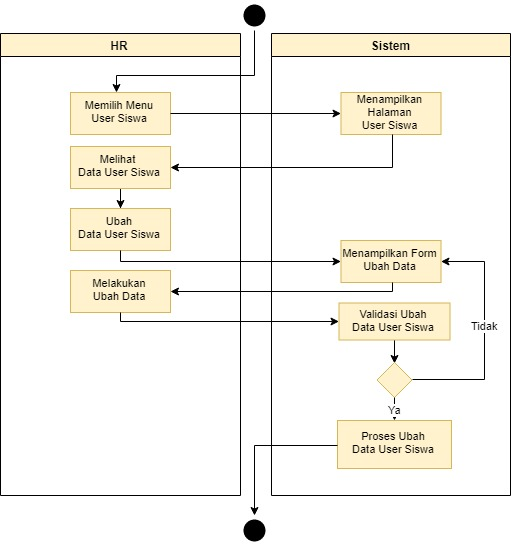 HR
Sistem
Memilih Menu
User Siswa
Menampilkan
Halaman
User Siswa
Melihat
Data User Siswa
Ubah
Data User Siswa
Menampilkan Form
Ubah Data
Melakukan
Ubah Data
Validasi Ubah
Data User Siswa
Tidak
Ya
Proses Ubah
Data User Siswa